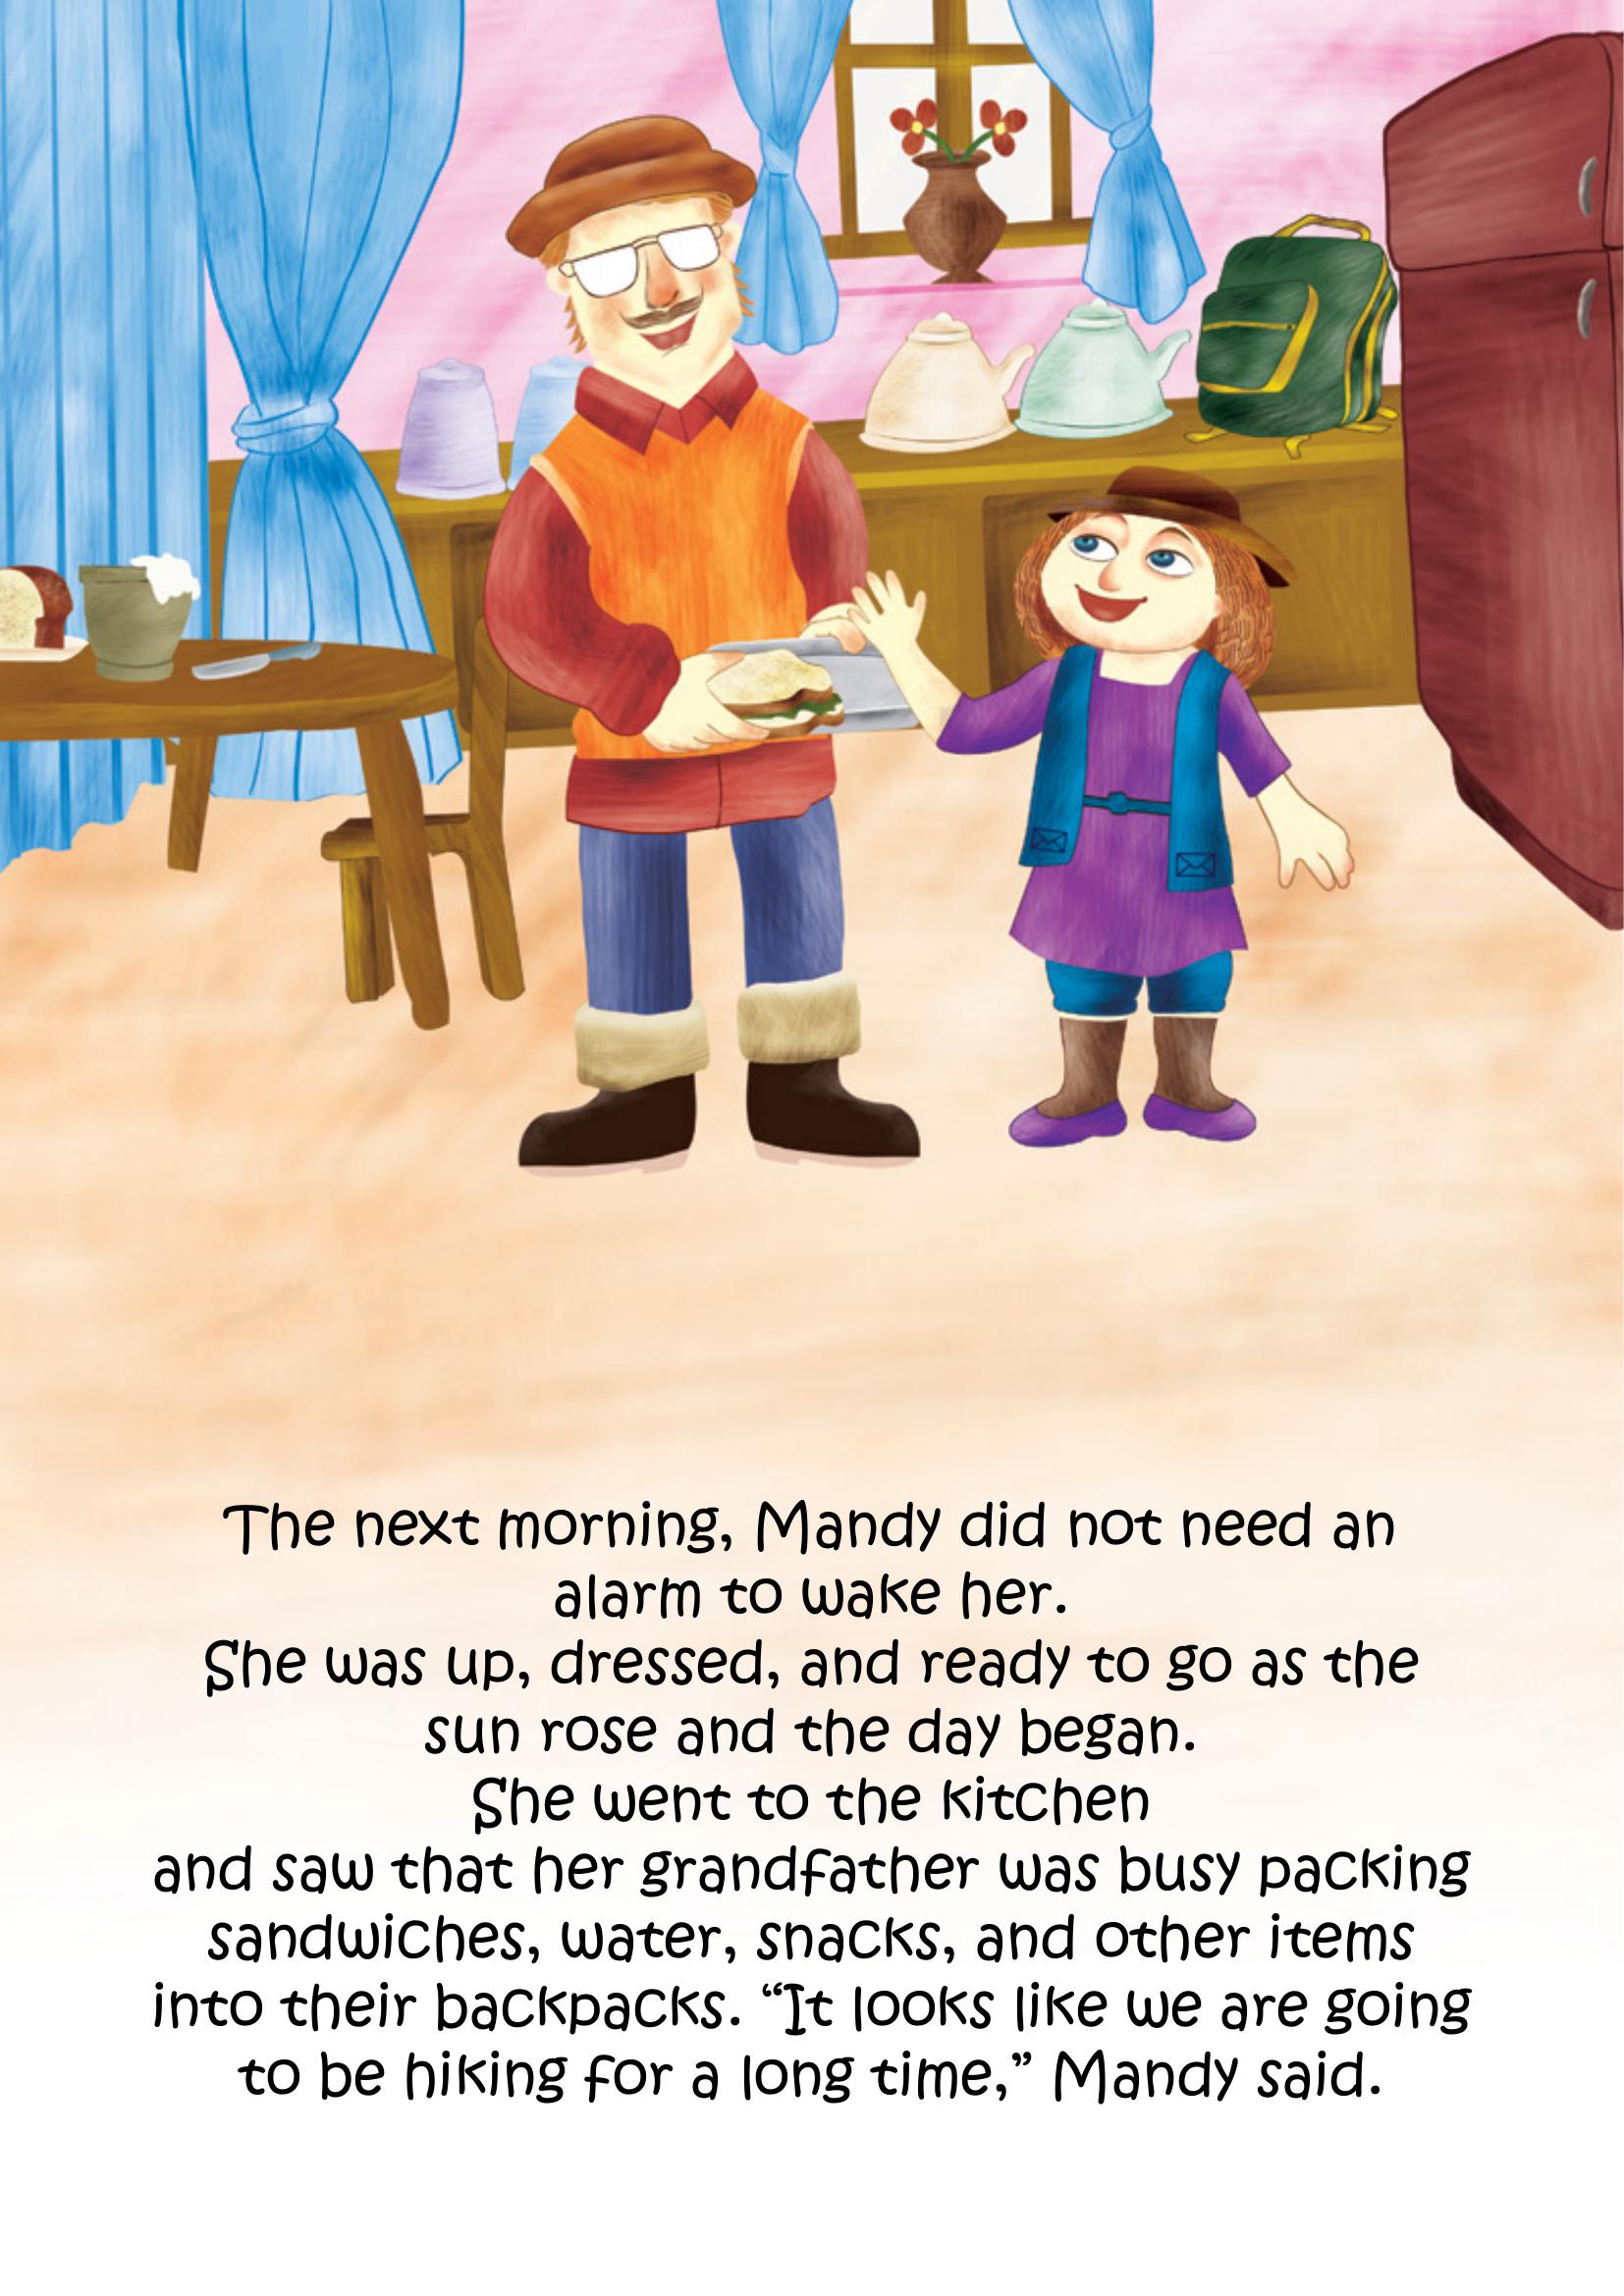 The next morning, Mandy did not need an
alarm to wake her.
She was up, dressed, and ready to go as the
sun rose and the day began.
She went to the kitchen
and saw that her grandfather was busy packing
sandwiches, water, snacks, and other items
into their backpacks. “It looks like we are going
to be hiking for a long time,” Mandy said.